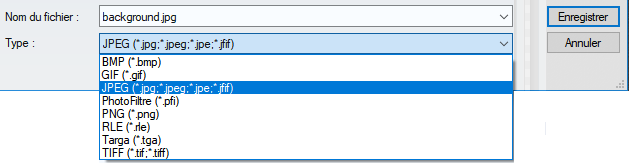 Nom du fichier : background.jpg Enregistrer
Type : JPEG (*.jpg;*.jpeg;*.jpe;*.jfif) Annuler
BMP (*.bmp)
GIF (*.gif)
JPEG (*.jpg;*.jpeg;*.jpe;*.jfif)
PhotoFiltre (*.pfi)
PNG (*.png)
RLE (*.rle)
Targa (*.tga)
TIFF (*.tif;*.tiff)